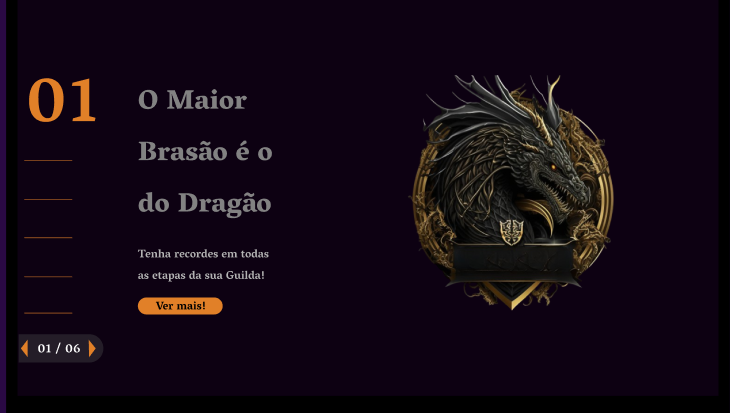 01
O Maior
Brasão é o
do Dragão
Tenha recordes em todas
as etapas da sua Guilda!
Ver mais!
01 / 06